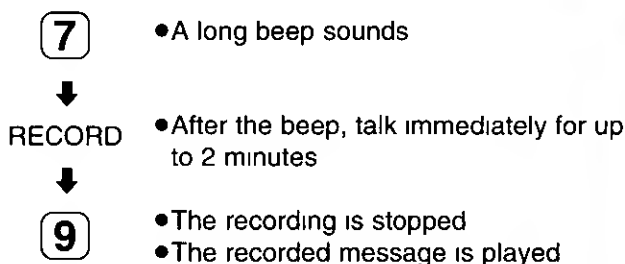 7 ●A long beep sounds
RECORD ●After the beep, talk immediately for up
to 2 minutes
9 ●The recording is stopped
●The recorded message is played